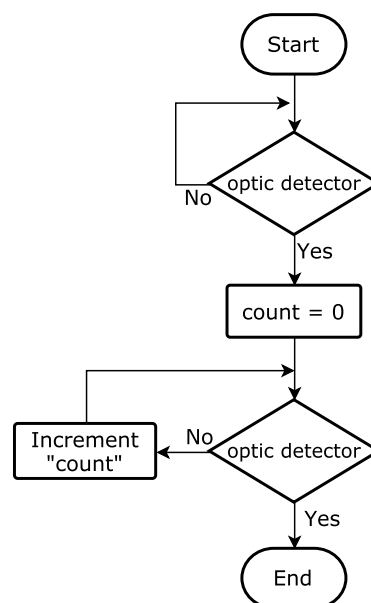 Start
optic detector
No
Yes
count = 0
Increment
"count"
No
optic detector
Yes
End